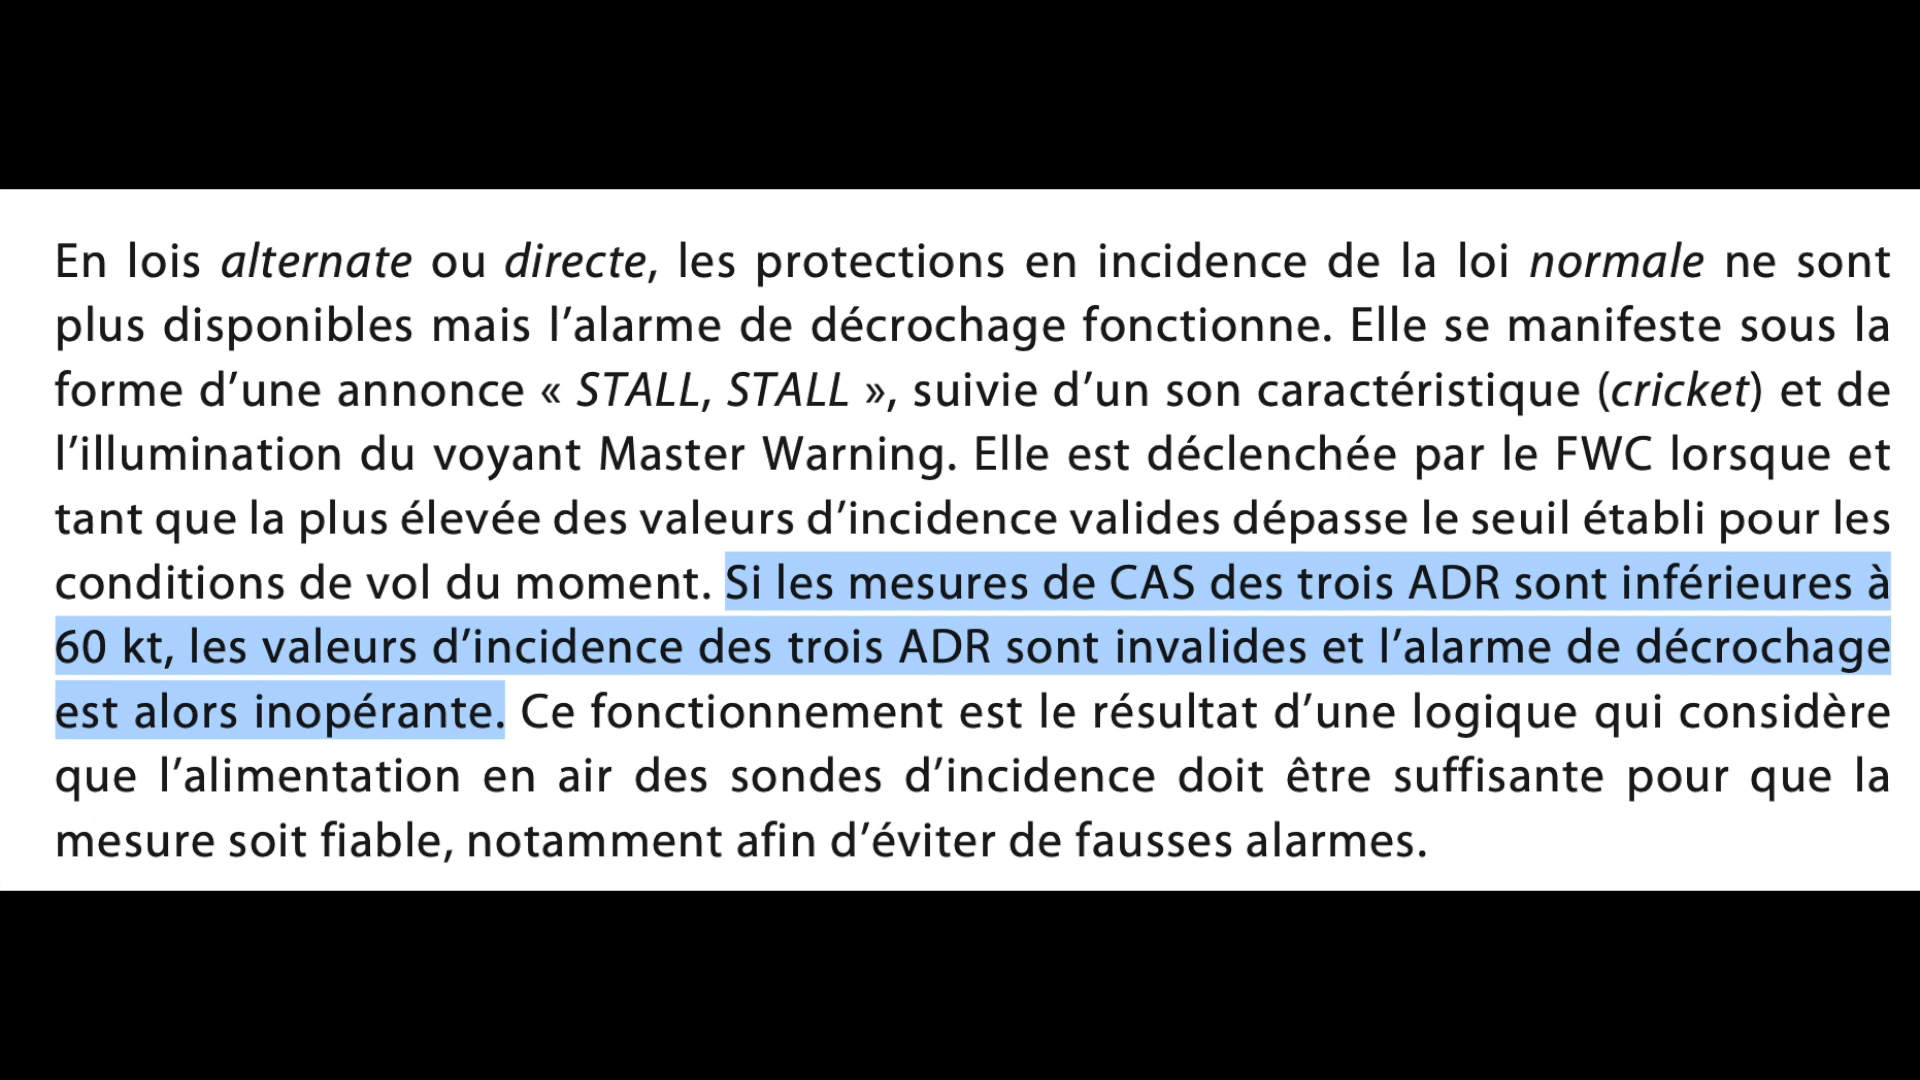 En lois alternate ou directe, les protections en incidence de la loi normale ne sont
plus disponibles mais l’alarme de décrochage fonctionne. Elle se manifeste sous la
forme d’une annonce « STALL, STALL », suivie d’un son caractéristique (cricket) et de
l’illumination du voyant Master Warning. Elle est déclenchée par le FWC lorsque et
tant que la plus élevée des valeurs d’incidence valides dépasse le seuil établi pour les
conditions de vol du moment. Si les mesures de CAS des trois ADR sont inférieures à
60 kt, les valeurs d’incidence des trois ADR sont invalides et l’alarme de décrochage
est alors inopérante. Ce fonctionnement est le résultat d’une logique qui considère
que l’alimentation en air des sondes d’incidence doit être suffisante pour que la
mesure soit fiable, notamment afin d’éviter de fausses alarmes.